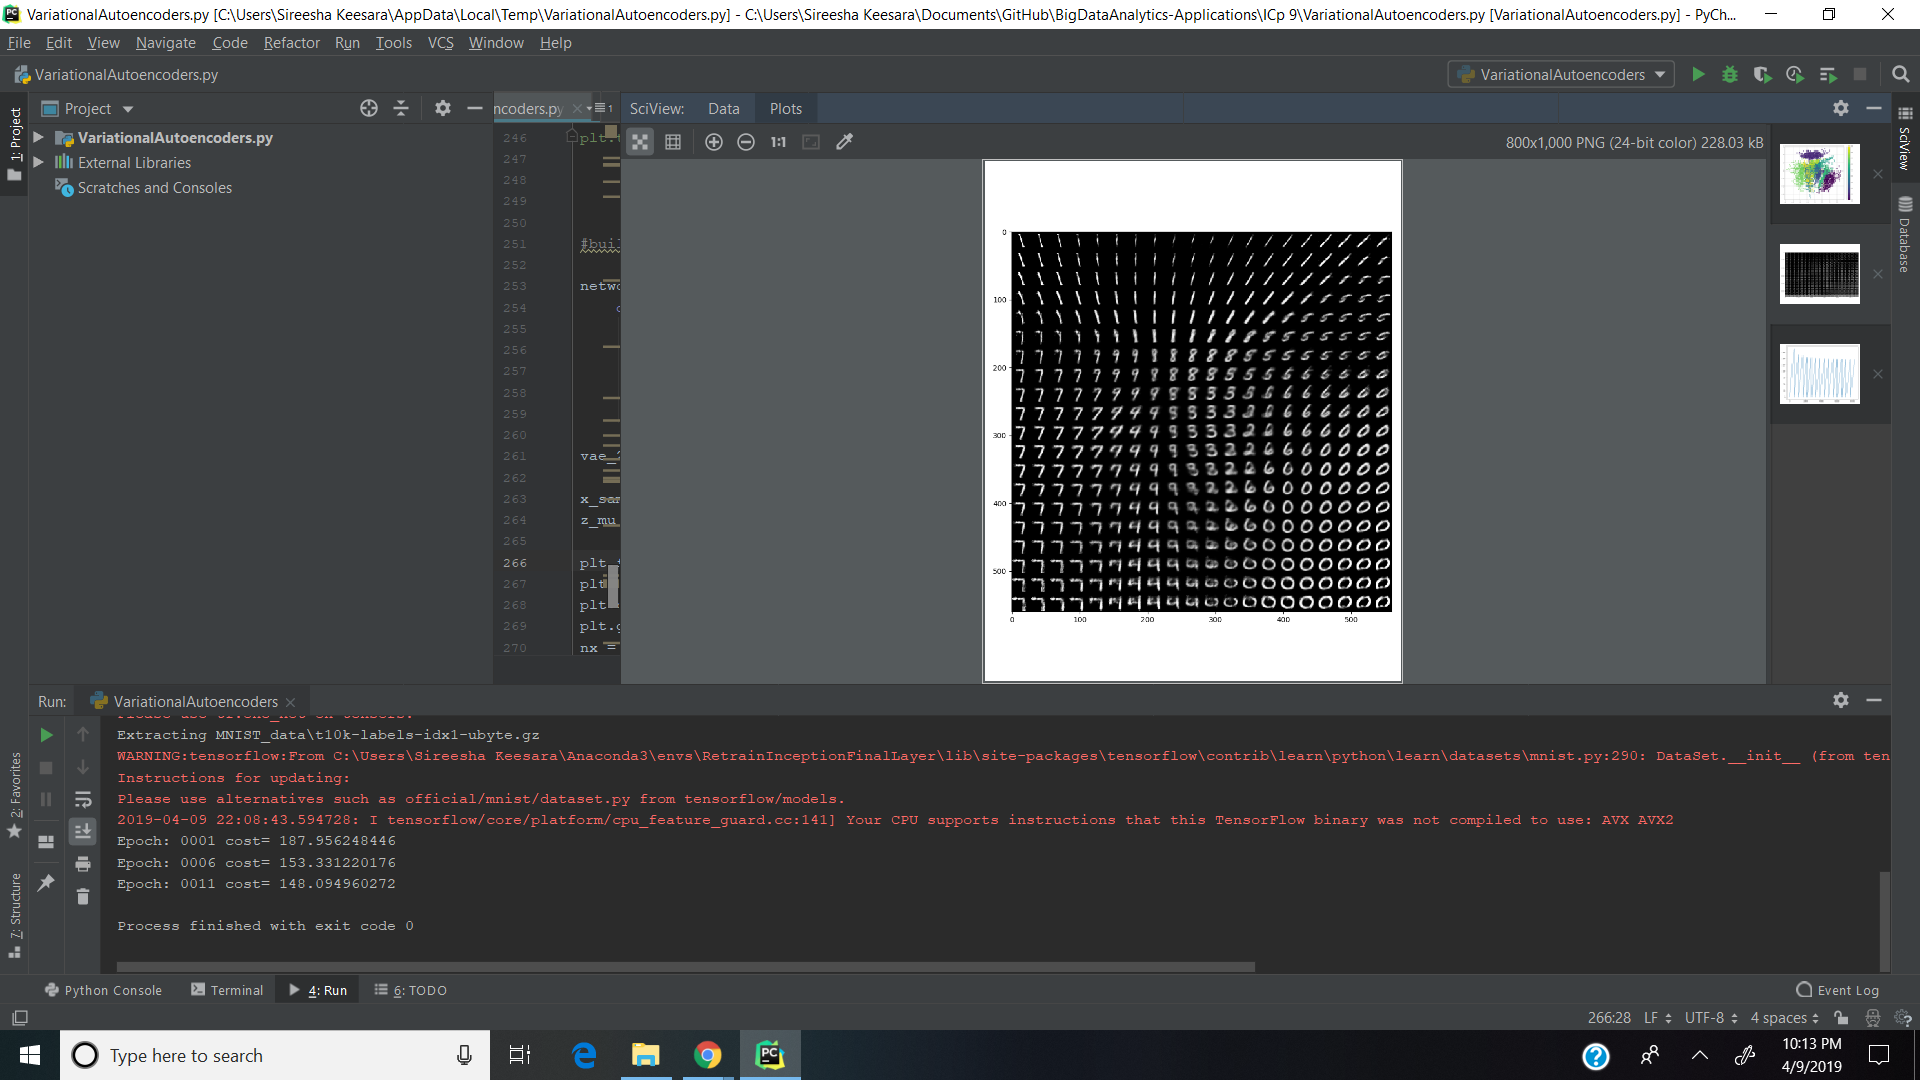 VariationalAutoencoders.py [C:\Users\Sireesha Keesara\AppData\Local\Temp\VariationalAutoencoders.py] - C:\Users\Sireesha Keesara\Documents\GitHub\BigDataAnalytics-Applications\ICp 9\VariationalAutoencoders.py [VariationalAutoencoders.py] - PyCh...
File Edit View Navigate Code Refactor Run Tools VCS Window Help
VariationalAutoencoders.py
VariationalAutoencoders
1: Project
Project
VariationalAutoencoders.py
External Libraries
Scratches and Consoles
ncoders.py
1
246 plt.
247
248
249
250
251 #buil
252
253 netwo
254
255
256
257
258
259
260
261 vae_
262
263 x_sam
264 z_mu
265
266 plt
267 plt
268 plt
269 plt.g
270 nx =
SciView: Data Plots
1:1
800x1,000 PNG (24-bit color) 228.03 kB
0
100
200
300
400
500
0 100 200 300 400 500
SciView
Database
Run: VariationalAutoencoders
Extracting MNIST_data\t10k-labels-idx1-ubyte.gz
WARNING:tensorflow:From C:\Users\Sireesha Keesara\Anaconda3\envs\RetrainInceptionFinalLayer\lib\site-packages\tensorflow\contrib\learn\python\learn\datasets\mnist.py:290: DataSet.__init__ (from ten
Instructions for updating:
Please use alternatives such as official/mnist/dataset.py from tensorflow/models.
2019-04-09 22:08:43.594728: I tensorflow/core/platform/cpu_feature_guard.cc:141] Your CPU supports instructions that this TensorFlow binary was not compiled to use: AVX AVX2
Epoch: 0001 cost= 187.956248446
Epoch: 0006 cost= 153.331220176
Epoch: 0011 cost= 148.094960272
Process finished with exit code 0
2: Favorites
7: Structure
Python Console Terminal 4: Run 6: TODO Event Log
266:28 LF UTF-8 4 spaces
Type here to search
10:13 PM
4/9/2019